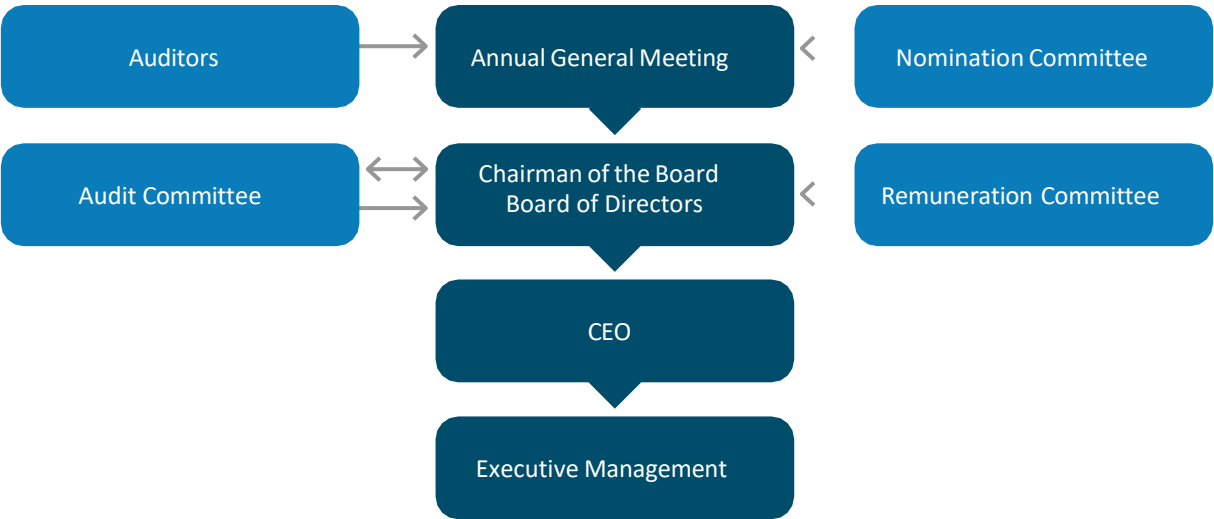 Auditors
Annual General Meeting
Nomination Committee
Audit Committee
Chairman of the Board
Board of Directors
Remuneration Committee
CEO
Executive Management